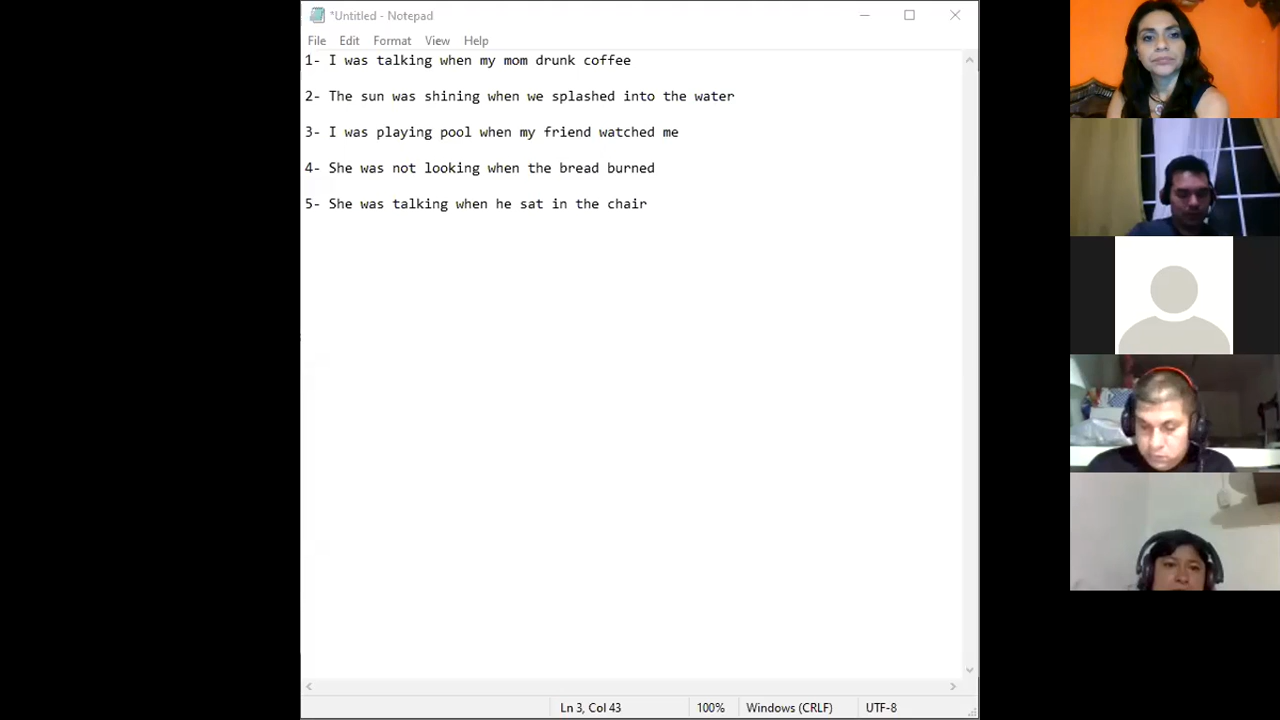 *Untitled - Notepad
File Edit Format View Help
1- I was talking when my mom drunk coffee
2- The sun was shining when we splashed into the water
3- I was playing pool when my friend watched me
4- She was not looking when the bread burned
5- She was talking when he sat in the chair
Ln 3, Col 43 100% Windows (CRLF) UTF-8